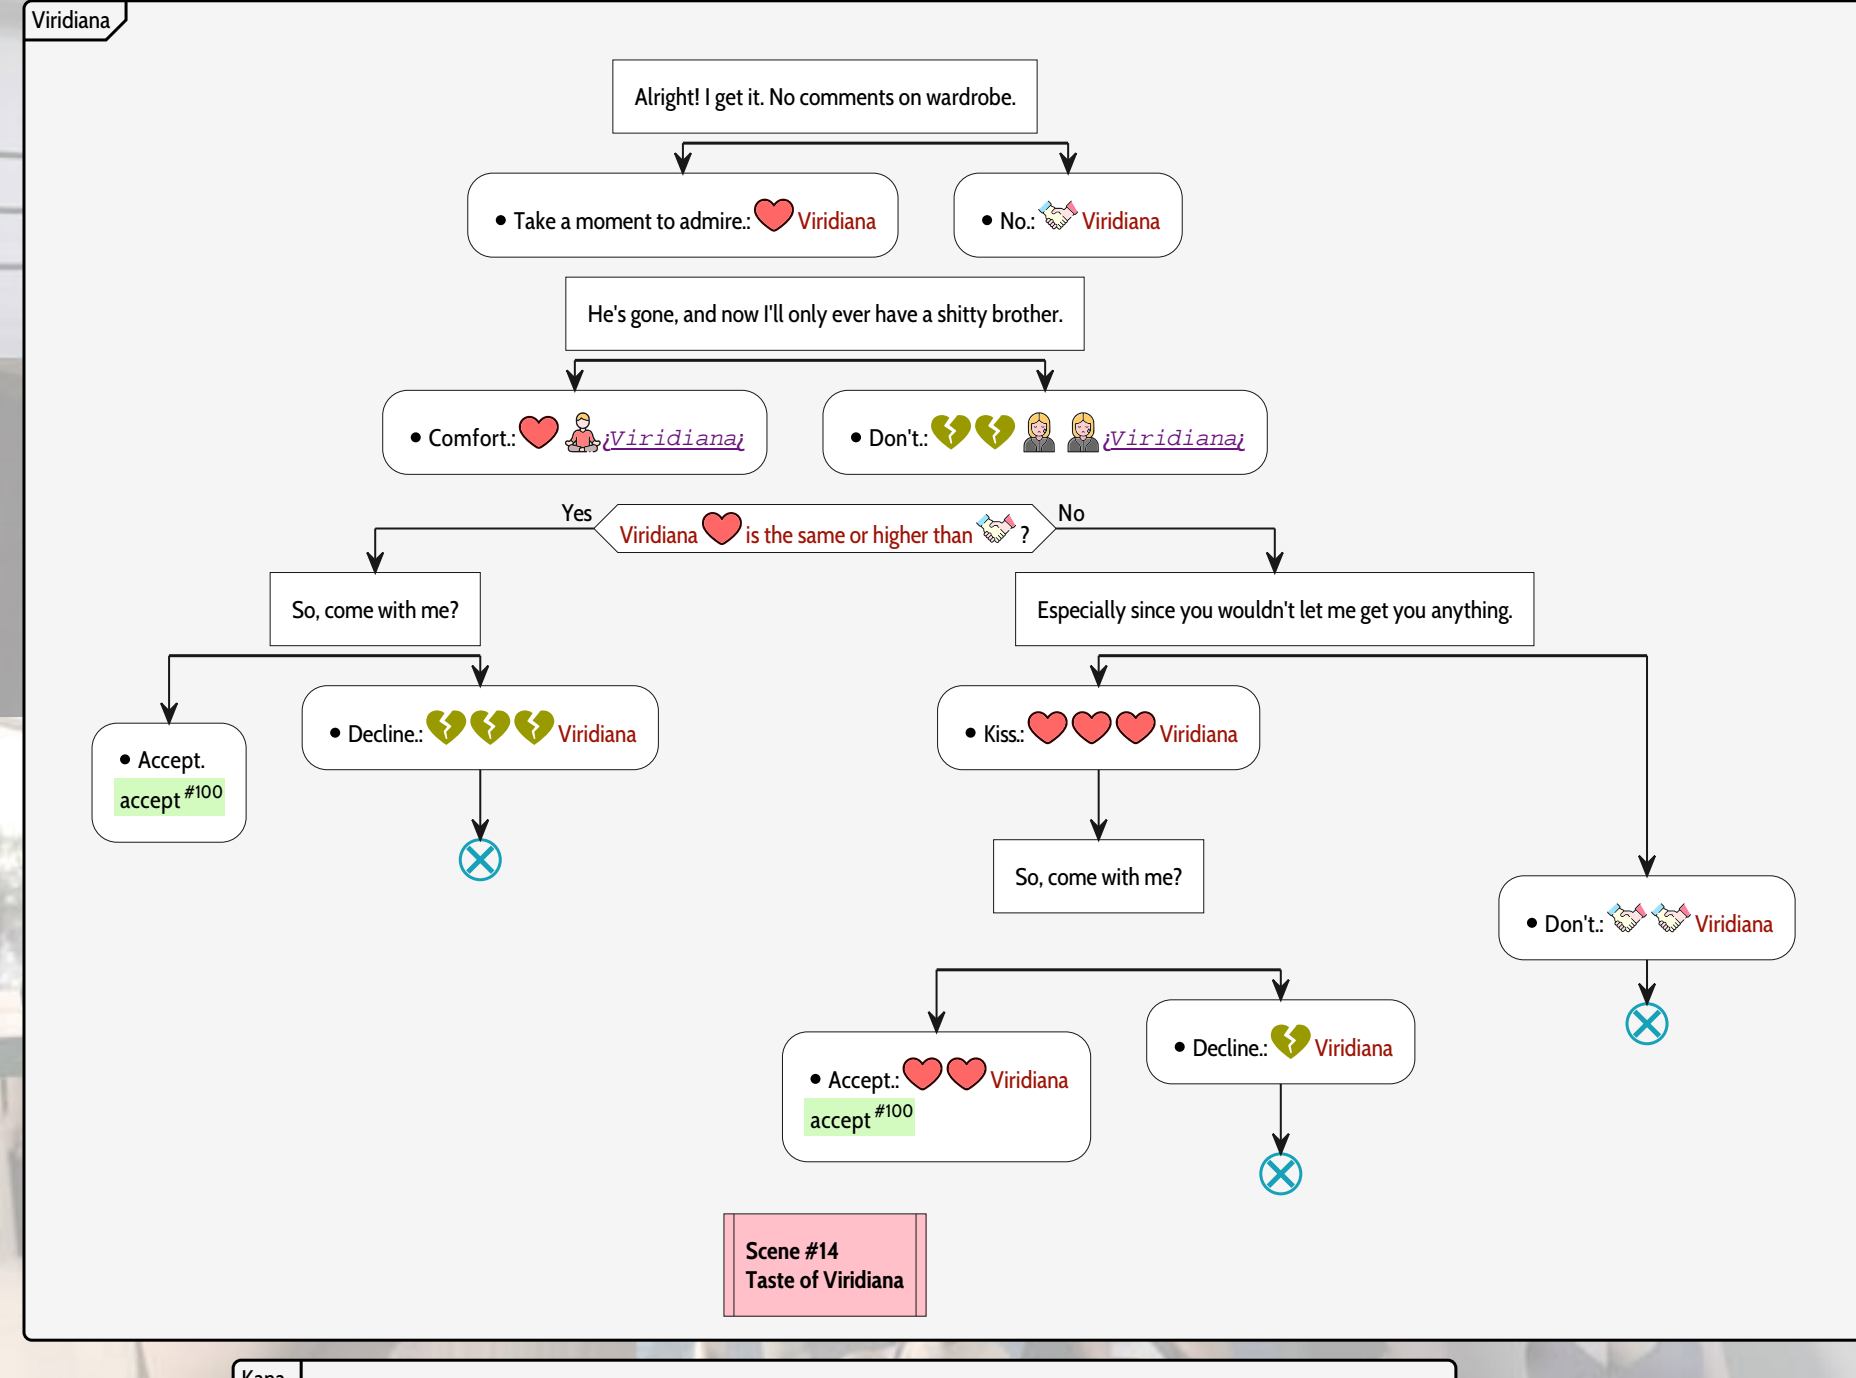 Viridiana
Alright! I get it. No comments on wardrobe.
• Take a moment to admire.: Viridiana
• No.: Viridiana
He's gone, and now I'll only ever have a shitty brother.
• Comfort.: ¿Viridiana¿
• Don't.: ¿Viridiana¿
Yes
Viridiana is the same or higher than ?
No
So, come with me?
Especially since you wouldn't let me get you anything.
• Accept.
accept #100
• Decline.: Viridiana
• Kiss.: Viridiana
So, come with me?
• Don't.: Viridiana
• Accept.: Viridiana
accept #100
• Decline.: Viridiana
Scene #14
Taste of Viridiana
Kana